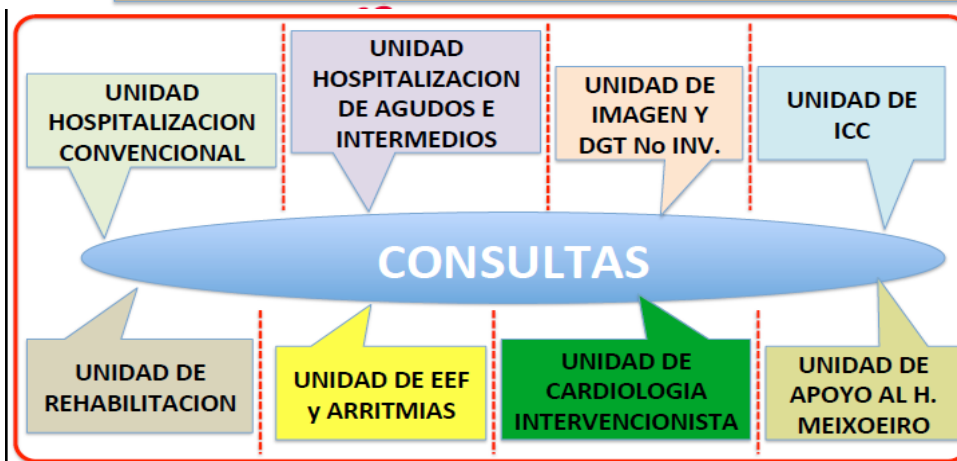 UNIDAD
HOSPITALIZACION
CONVENCIONAL
UNIDAD
HOSPITALIZACION
DE AGUDOS E
INTERMEDIOS
UNIDAD DE
IMAGEN Y
DGT No INV.
UNIDAD DE
ICC
CONSULTAS
UNIDAD DE
REHABILITACION
UNIDAD DE EEF
y ARRITMIAS
UNIDAD DE
CARDIOLOGIA
INTERVENCIONISTA
UNIDAD DE
APOYO AL H.
MEIXOEIRO